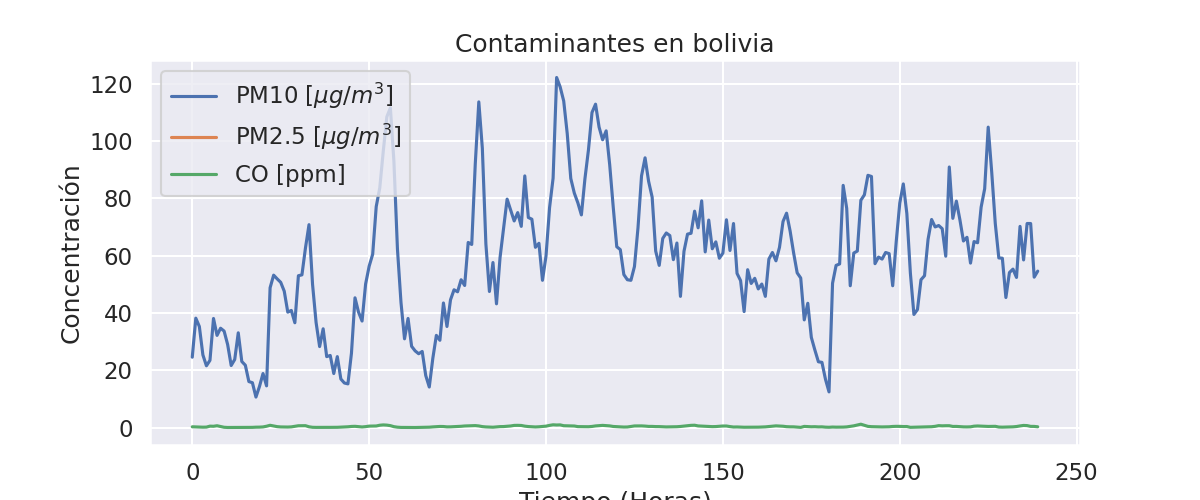 Contaminantes en bolivia
PM10 [μg/m³]
PM2.5 [μg/m³]
CO [ppm]
Concentración
120
100
80
60
40
20
0
0 50 100 150 200 250
Tiempo (Horas)